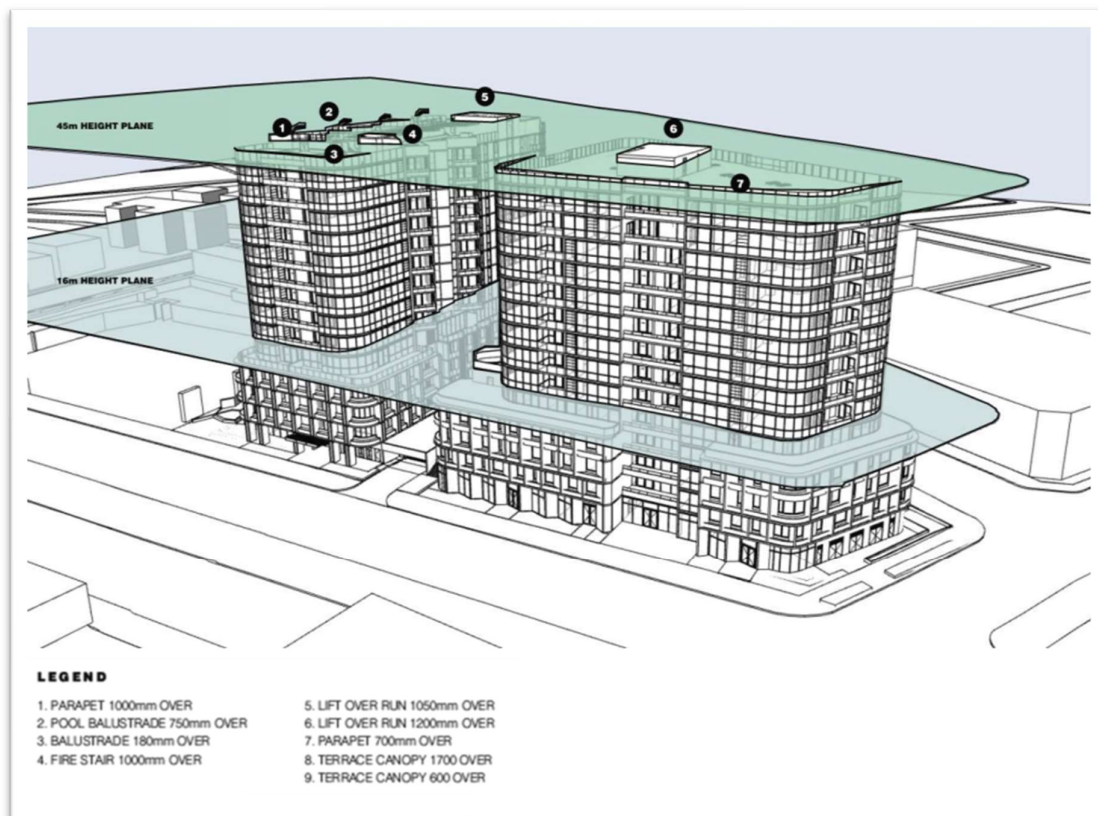 5
2
6
1
4
45m HEIGHT PLANE
3
7
16m HEIGHT PLANE
LEGEND
1. PARAPET 1000mm OVER
2. POOL BALUSTRADE 750mm OVER
3. BALUSTRADE 180mm OVER
4. FIRE STAIR 1000mm OVER
5. LIFT OVER RUN 1050mm OVER
6. LIFT OVER RUN 1200mm OVER
7. PARAPET 700mm OVER
8. TERRACE CANOPY 1700 OVER
9. TERRACE CANOPY 600 OVER